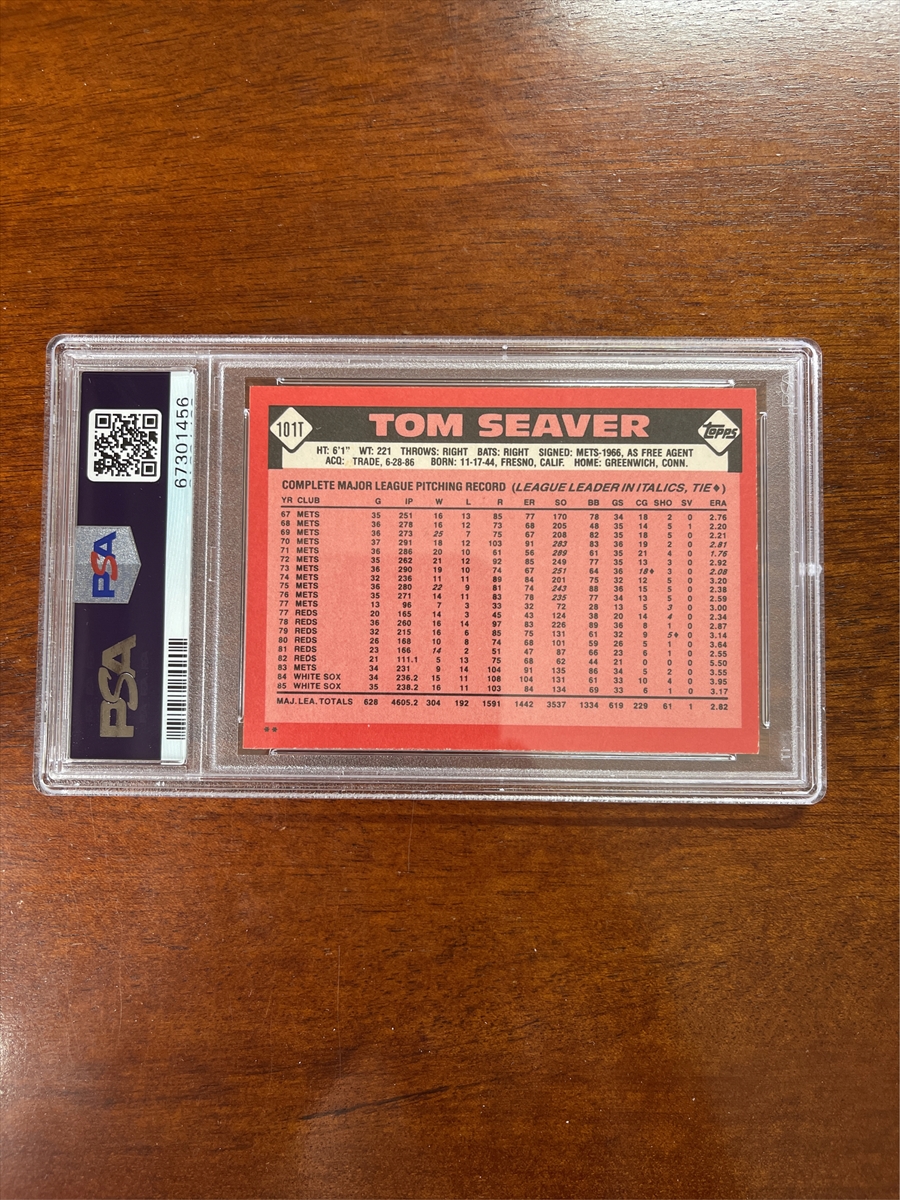 67301456
PSA
PSA
101T
TOM SEAVER
topps
HT: 6'1" WT: 221 THROWS: RIGHT BATS: RIGHT SIGNED: METS-1966, AS FREE AGENT
ACQ: TRADE, 6-28-86 BORN: 11-17-44, FRESNO, CALIF. HOME: GREENWICH, CONN.
COMPLETE MAJOR LEAGUE PITCHING RECORD (LEAGUE LEADER IN ITALICS, TIE♦)
YR CLUB G IP W L R ER SO BB GS CG SHO SV ERA
67 METS 35 251 16 13 85 77 170 78 34 18 2 0 2.76
68 METS 36 278 16 12 73 68 205 48 35 14 5 1 2.20
69 METS 36 273 25 7 75 67 208 82 35 18 5 0 2.21
70 METS 37 291 18 12 103 91 283 83 36 19 2 0 2.81
71 METS 36 286 20 10 61 56 289 61 35 21 4 0 1.76
72 METS 35 262 21 12 92 85 249 77 35 13 3 0 2.92
73 METS 36 290 19 10 74 67 251 64 36 18♦ 3 0 2.08
74 METS 32 236 11 11 89 84 201 75 32 12 5 0 3.20
75 METS 36 280 22 9 81 74 243 88 36 15 5 0 2.38
76 METS 35 271 14 11 83 78 235 77 34 13 5 0 2.59
77 METS 13 96 7 3 33 32 72 28 13 5 3 0 3.00
77 REDS 20 165 14 3 45 43 124 38 20 14 4 0 2.34
78 REDS 36 260 16 14 97 83 226 89 36 8 1 0 2.87
79 REDS 32 215 16 6 85 75 131 61 32 9 5♦ 0 3.14
80 REDS 26 168 10 8 74 68 101 59 26 5 1 0 3.64
81 REDS 23 166 14 2 51 47 87 66 23 6 1 0 2.55
82 REDS 21 111.1 5 13 75 68 62 44 21 0 0 0 5.50
83 METS 34 231 9 14 104 91 135 86 34 5 2 0 3.55
84 WHITE SOX 34 236.2 15 11 108 104 131 61 33 10 4 0 3.95
85 WHITE SOX 35 238.2 16 11 103 84 134 69 33 6 1 0 3.17
MAJ. LEA. TOTALS 628 4605.2 304 192 1591 1442 3537 1334 619 229 61 1 2.82
**